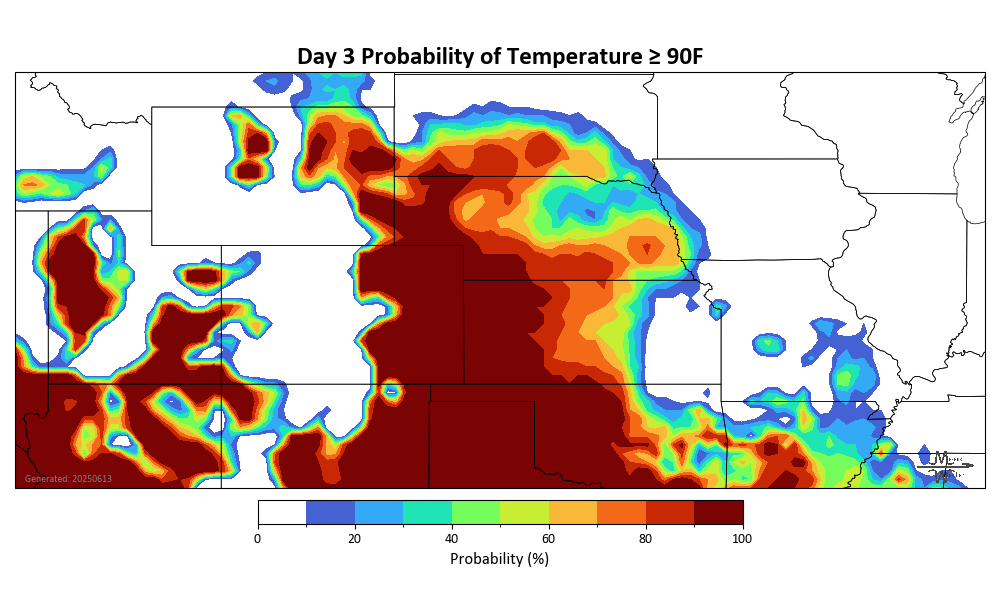 Day 3 Probability of Temperature ≥ 90F
Generated: 20250613
0 20 40 60 80 100
Probability (%)